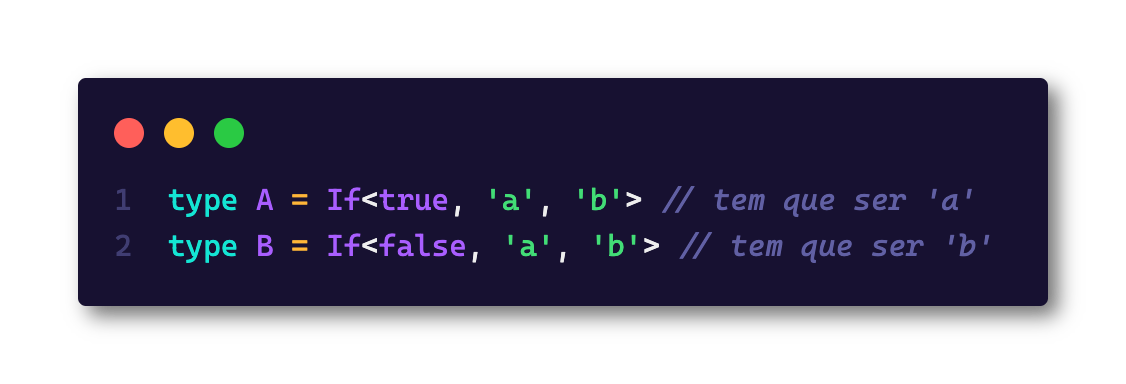 1 type A = If<true, 'a', 'b'> // tem que ser 'a'
2 type B = If<false, 'a', 'b'> // tem que ser 'b'